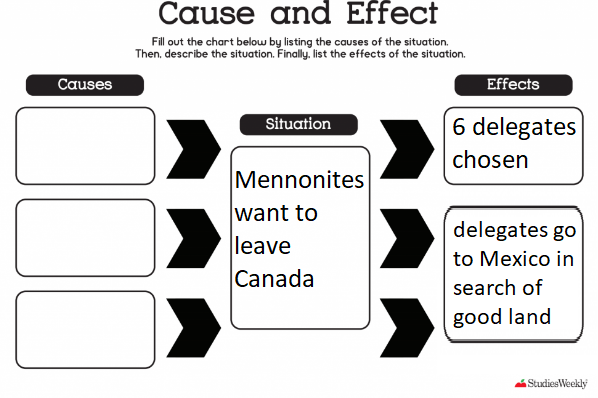 Cause and Effect
Fill out the chart below by listing the causes of the situation.
Then, describe the situation. Finally, list the effects of the situation.
Causes
Situation
Mennonites
want to
leave
Canada
Effects
6 delegates
chosen
delegates go
to Mexico in
search of
good land
StudiesWeekly